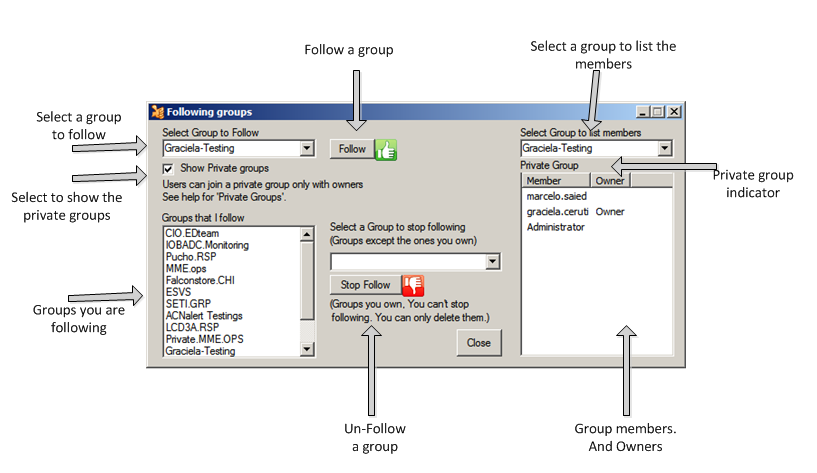 Follow a group
Select a group to list the
members
Select a group
to follow
Select to show the
private groups
Groups you are
following
Following groups
Select Group to Follow
Graciela-Testing
Follow
Show Private groups
Users can join a private group only with owners
See help for 'Private Groups'.
Groups that I follow
CIO.EDteam
IOBADC.Monitoring
Pucho.RSP
MME.ops
Falconstore.CHI
ESVS
SETI.GRP
ACNalert Testings
LCD3A.RSP
Private.MME.OPS
Graciela-Testing
Select a Group to stop following
(Groups except the ones you own)
Stop Follow
(Groups you own, You can't stop
following. You can only delete them.)
Close
Select Group to list members
Graciela-Testing
Private Group
Member Owner
marcelo.saied
graciela.ceruti Owner
Administrator
Private group
indicator
Un-Follow
a group
Group members.
And Owners